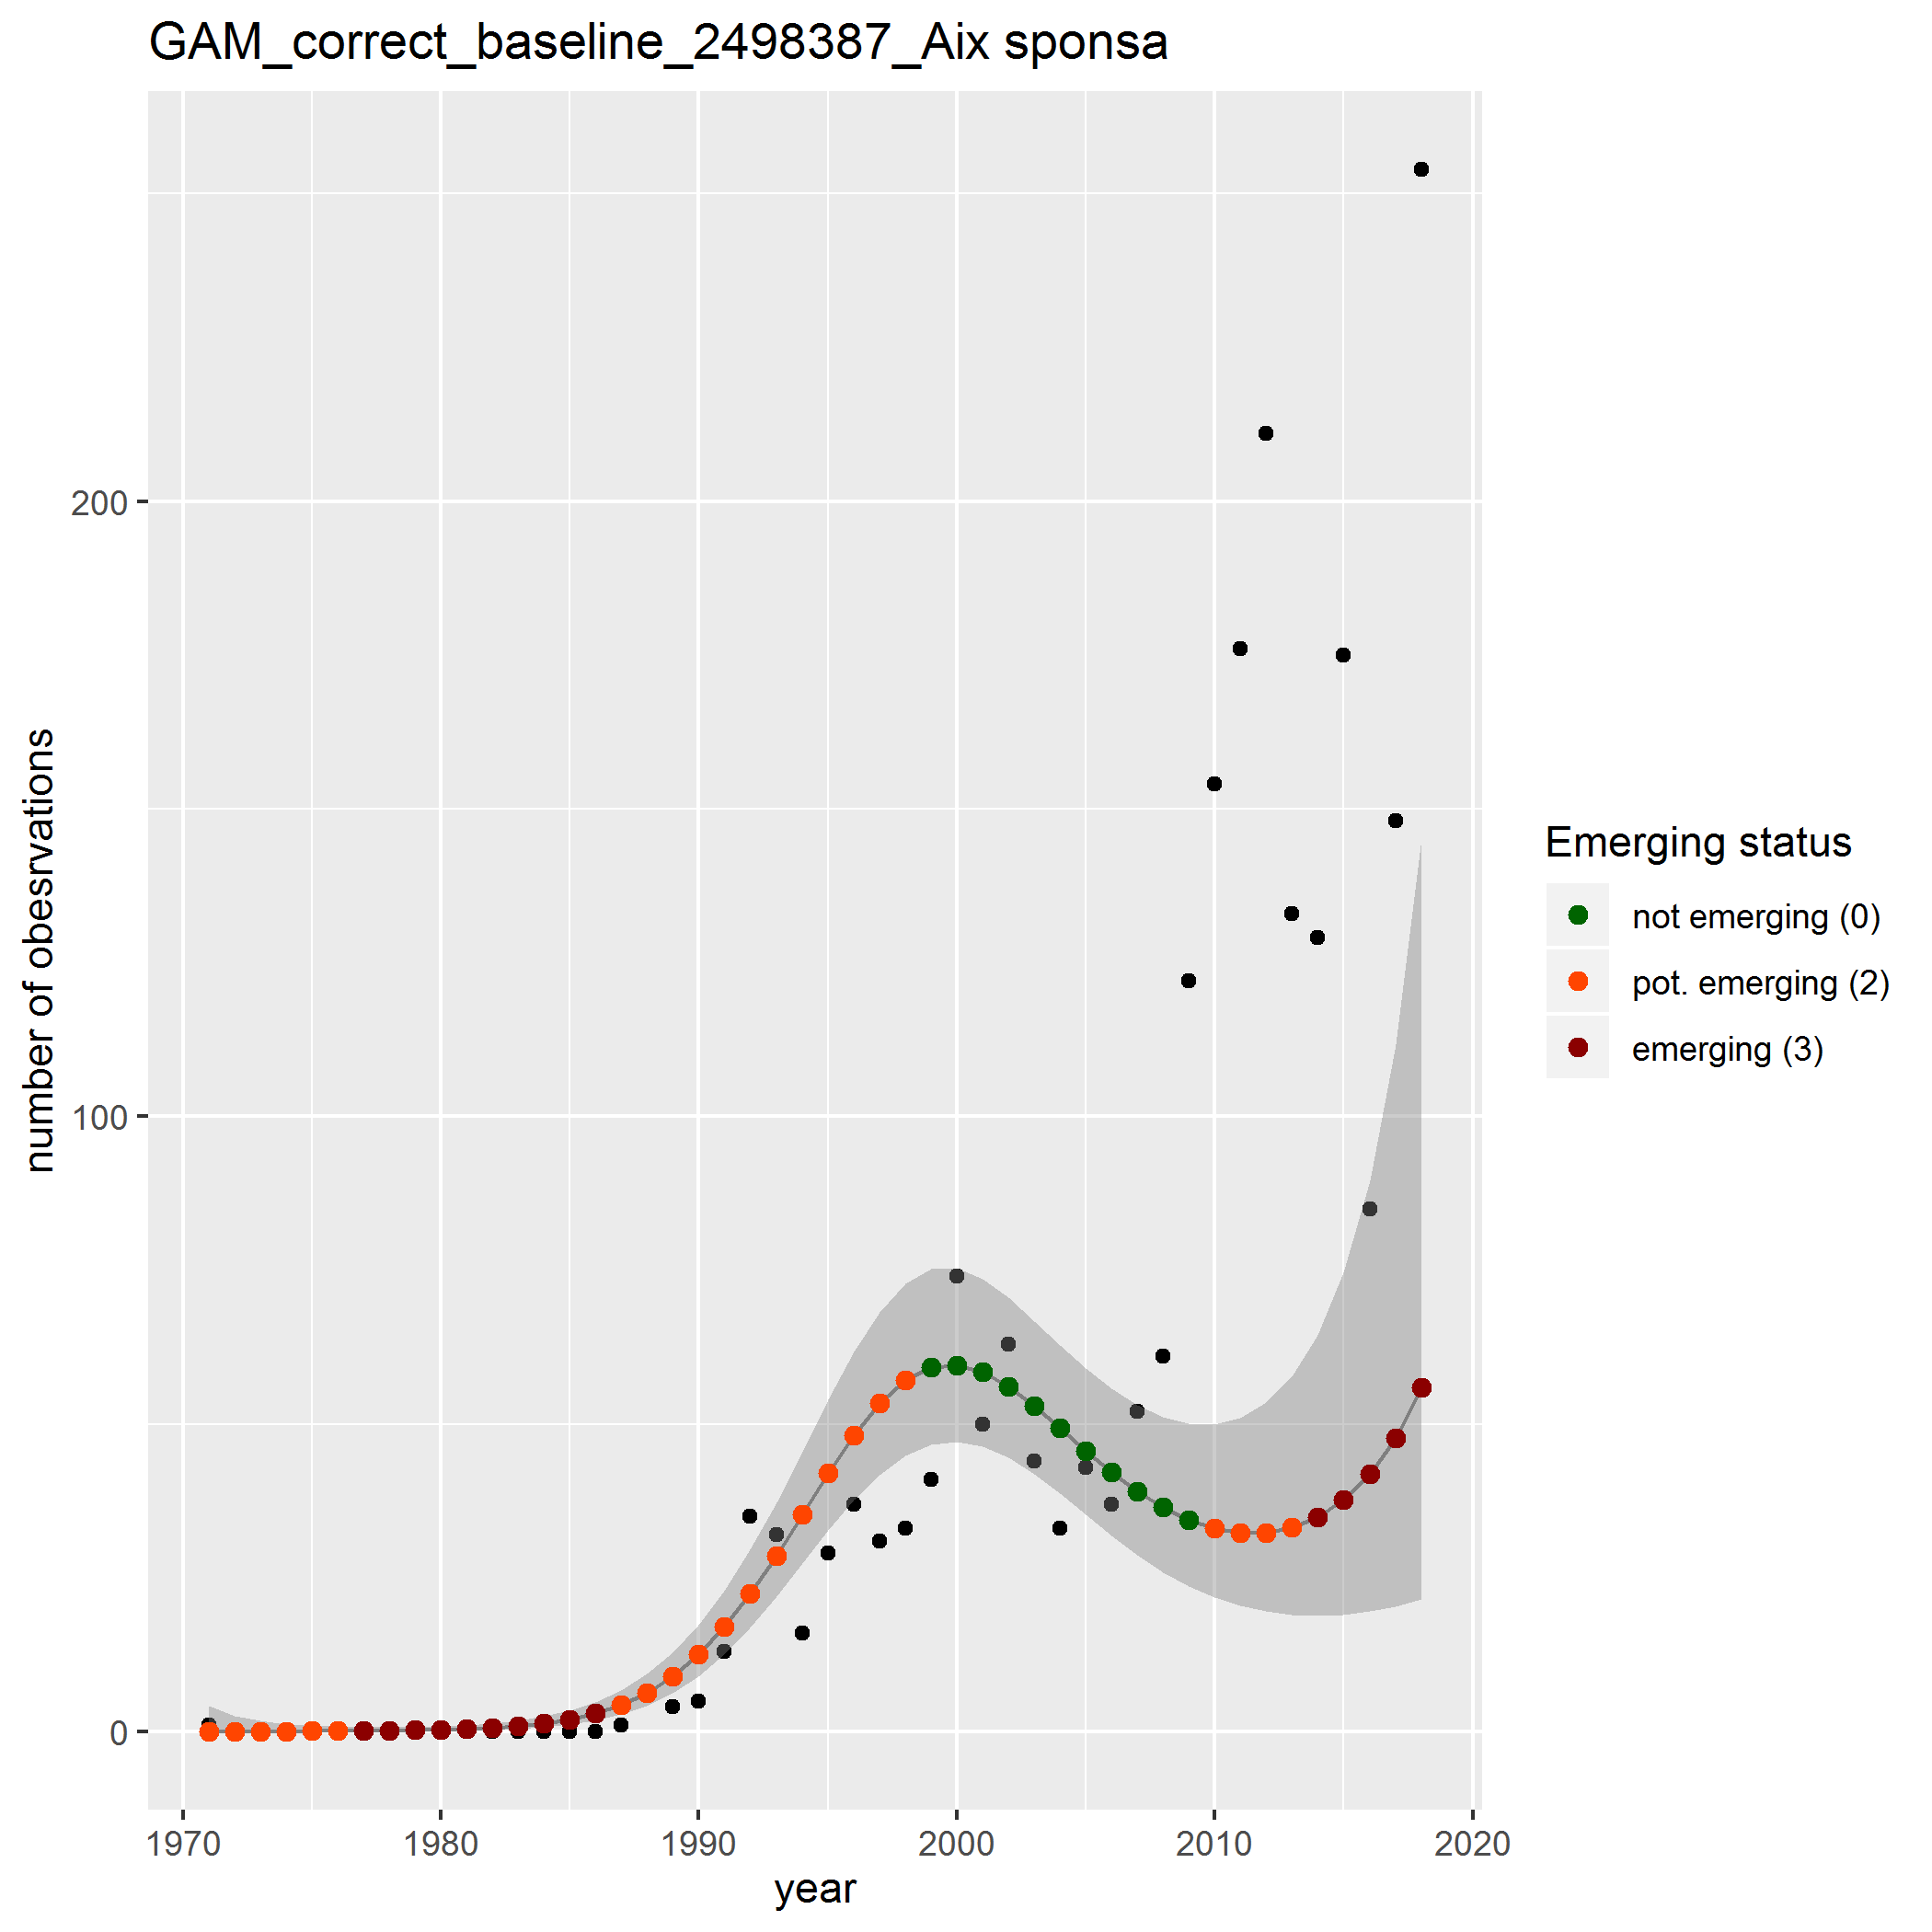 GAM_correct_baseline_2498387_Aix sponsa
number of obesrvations
200
100
0
1970
1980
1990
2000
2010
2020
year
Emerging status
not emerging (0)
pot. emerging (2)
emerging (3)